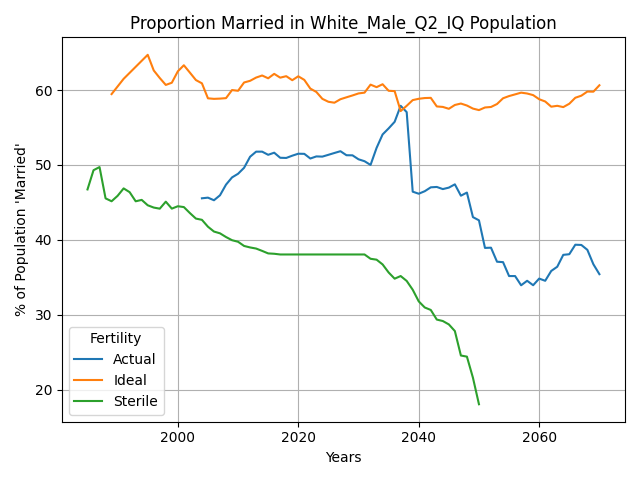 Proportion Married in White_Male_Q2_IQ Population
% of Population 'Married'
60
50
40
30
20
Fertility
Actual
Ideal
Sterile
2000 2020 2040 2060
Years